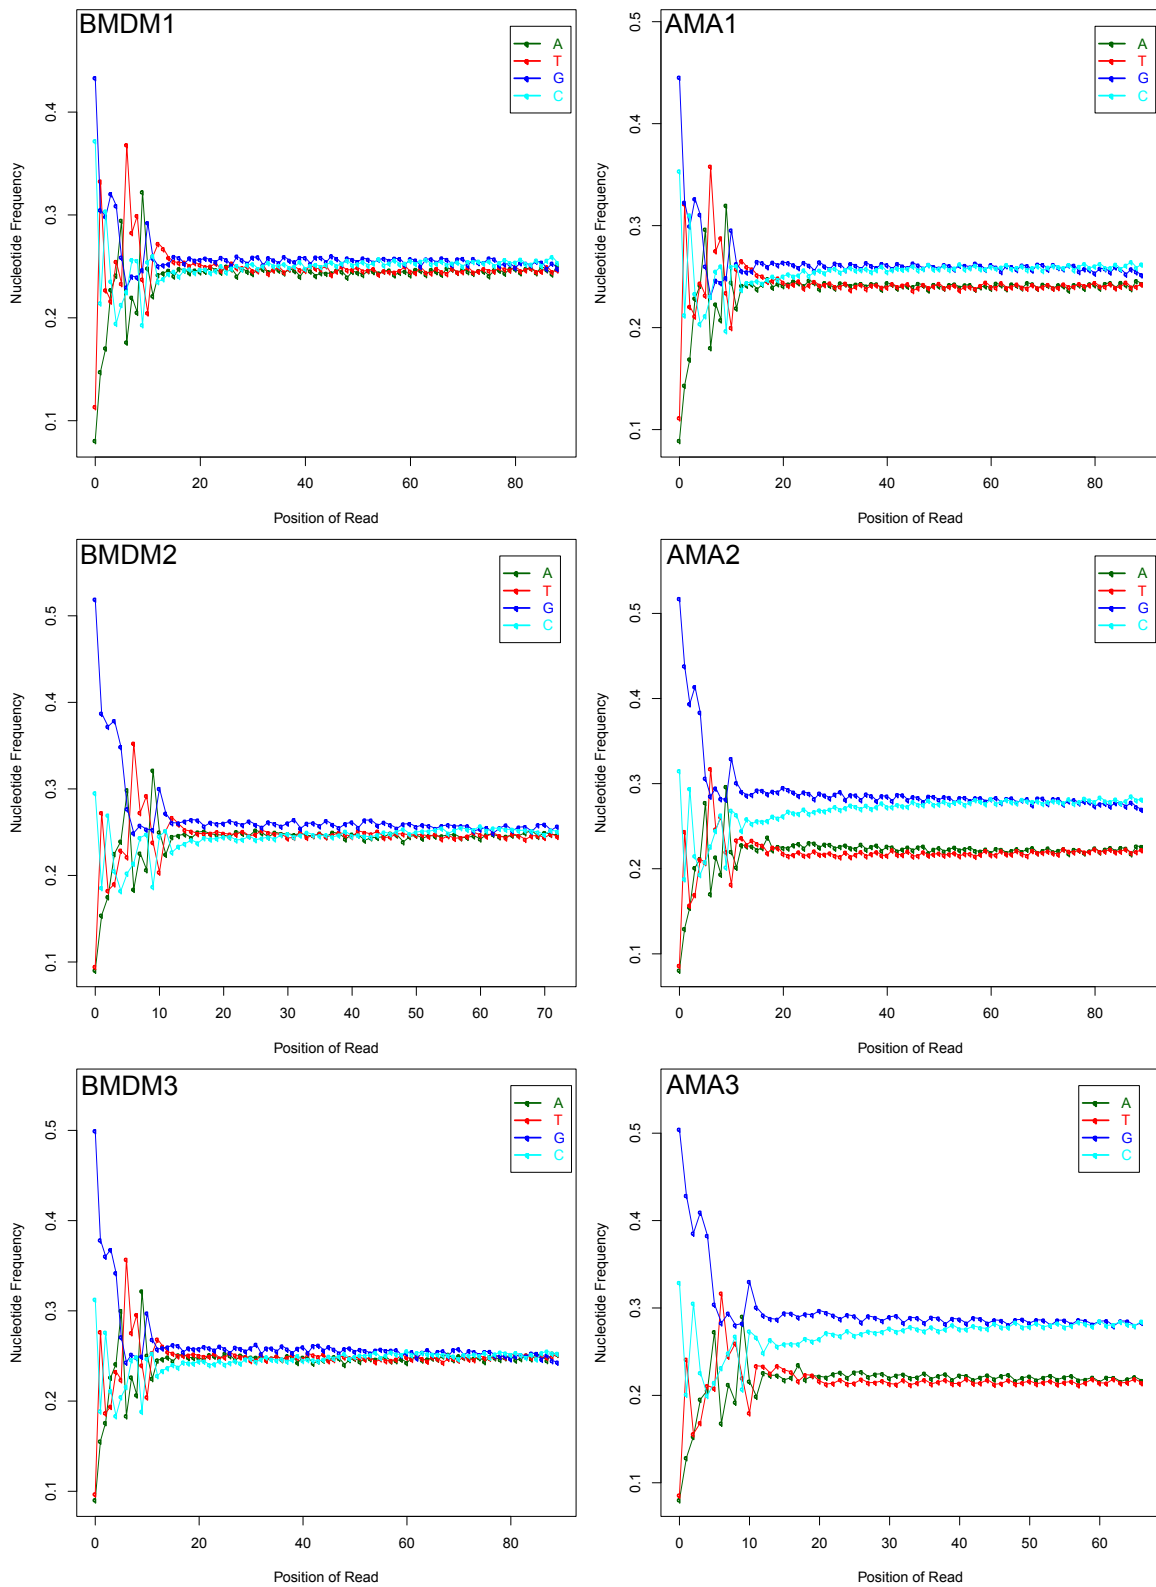 BMDM1
A
T
G
C
Nucleotide Frequency
0.1
0.2
0.3
0.4
0 20 40 60 80
Position of Read
AMA1
A
T
G
C
Nucleotide Frequency
0.1
0.2
0.3
0.4
0.5
0 20 40 60 80
Position of Read
BMDM2
A
T
G
C
Nucleotide Frequency
0.1
0.2
0.3
0.4
0.5
0 10 20 30 40 50 60 70
Position of Read
AMA2
A
T
G
C
Nucleotide Frequency
0.1
0.2
0.3
0.4
0.5
0 20 40 60 80
Position of Read
BMDM3
A
T
G
C
Nucleotide Frequency
0.1
0.2
0.3
0.4
0.5
0 20 40 60 80
Position of Read
AMA3
A
T
G
C
Nucleotide Frequency
0.1
0.2
0.3
0.4
0.5
0 10 20 30 40 50 60
Position of Read